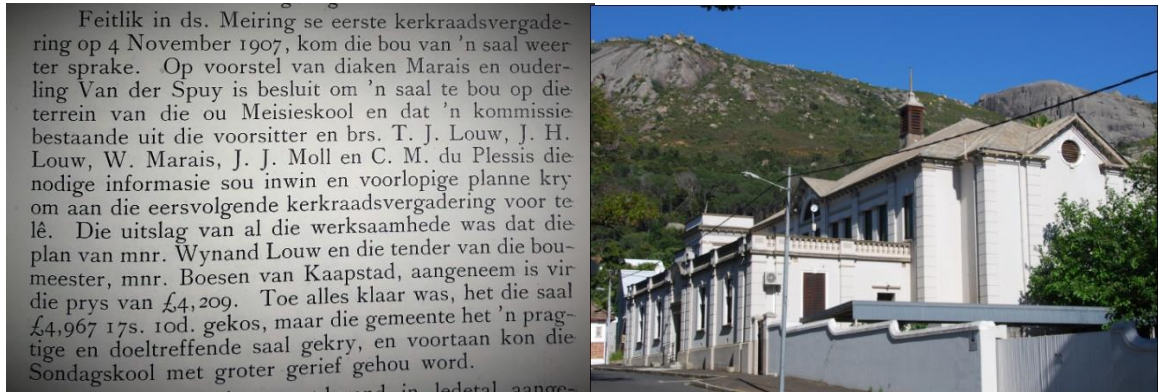 Feitlik in ds. Meiring se eerste kerkraadsvergade-
ring op 4 November 1907, kom die bou van 'n saal weer
ter sprake. Op voorstel van diaken Marais en ouder-
ling Van der Spuy is besluit om 'n saal te bou op die
terrein van die ou Meisieskool en dat 'n kommissie
bestaande uit die voorsitter en brs. T. J. Louw, J. H.
Louw, W. Marais, J. J. Moll en C. M. du Plessis die
nodige informasie sou inwin en voorlopige planne kry
om aan die eersvolgende kerkraadsvergadering voor te
lê. Die uitslag van al die werksaamhede was dat die
plan van mnr. Wynand Louw en die tender van die bou-
meester, mnr. Boesen van Kaapstad, aangeneem is vir
die prys van £4,209. Toe alles klaar was, het die saal
£4,967 17s. 10d. gekos, maar die gemeente het 'n prag-
tige en doeltreffende saal gekry, en voortaan kon die
Sondagskool met groter gerief gehou word.
in ledetal aange-